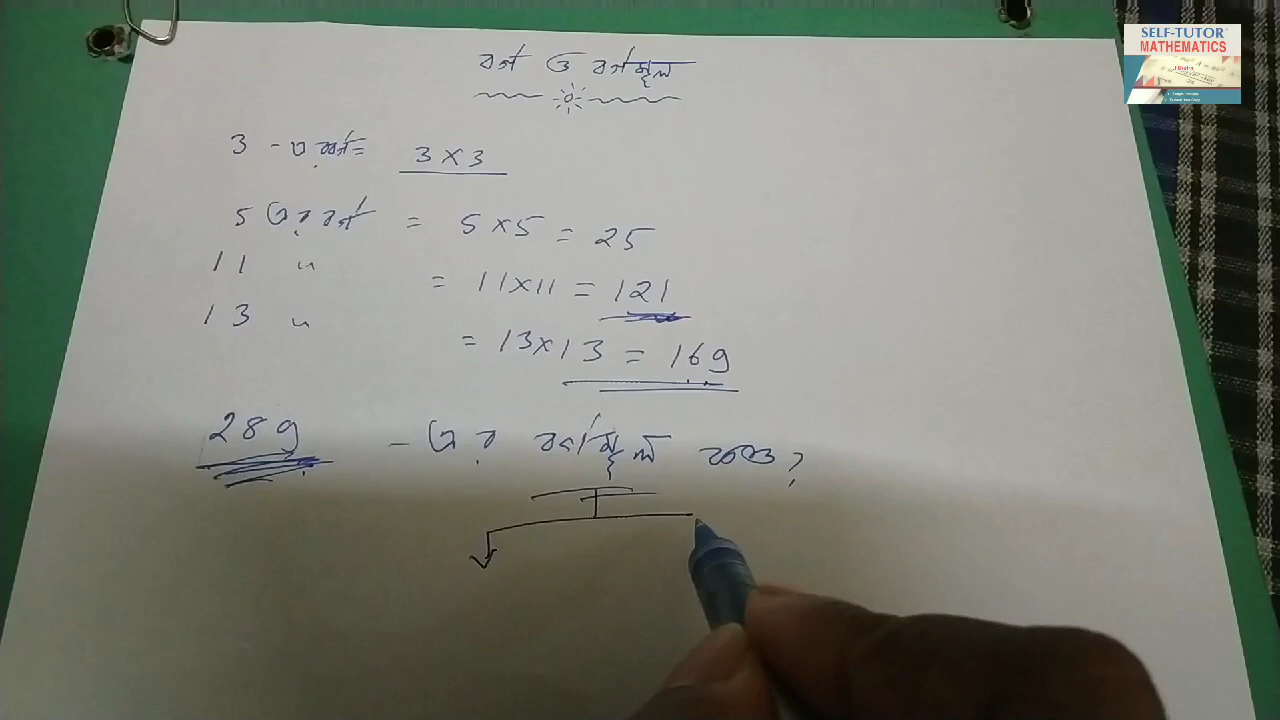 SELF-TUTOR
MATHEMATICS
বর্গ ও বর্গমূল
3 - এর বর্গ = 3 x 3
5 এর বর্গ = 5 x 5 = 25
11 " = 11 x 11 = 121
13 " = 13 x 13 = 169
289 - এর বর্গমূল কত ?